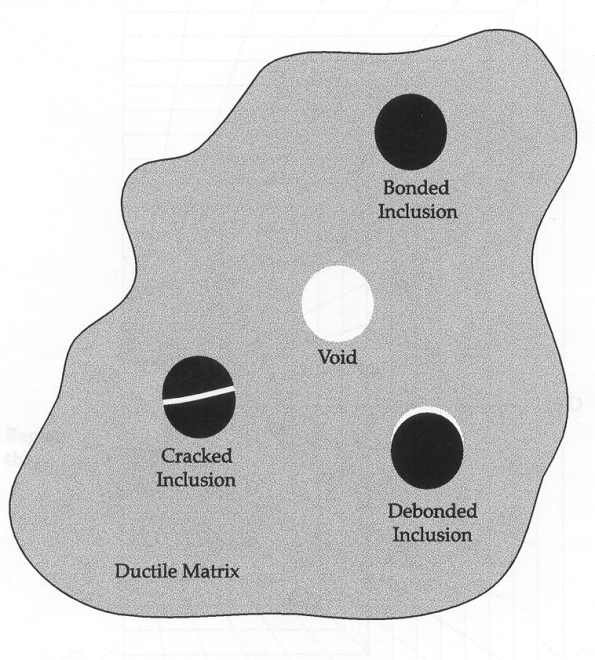 Bonded
Inclusion
Void
Cracked
Inclusion
Debonded
Inclusion
Ductile Matrix